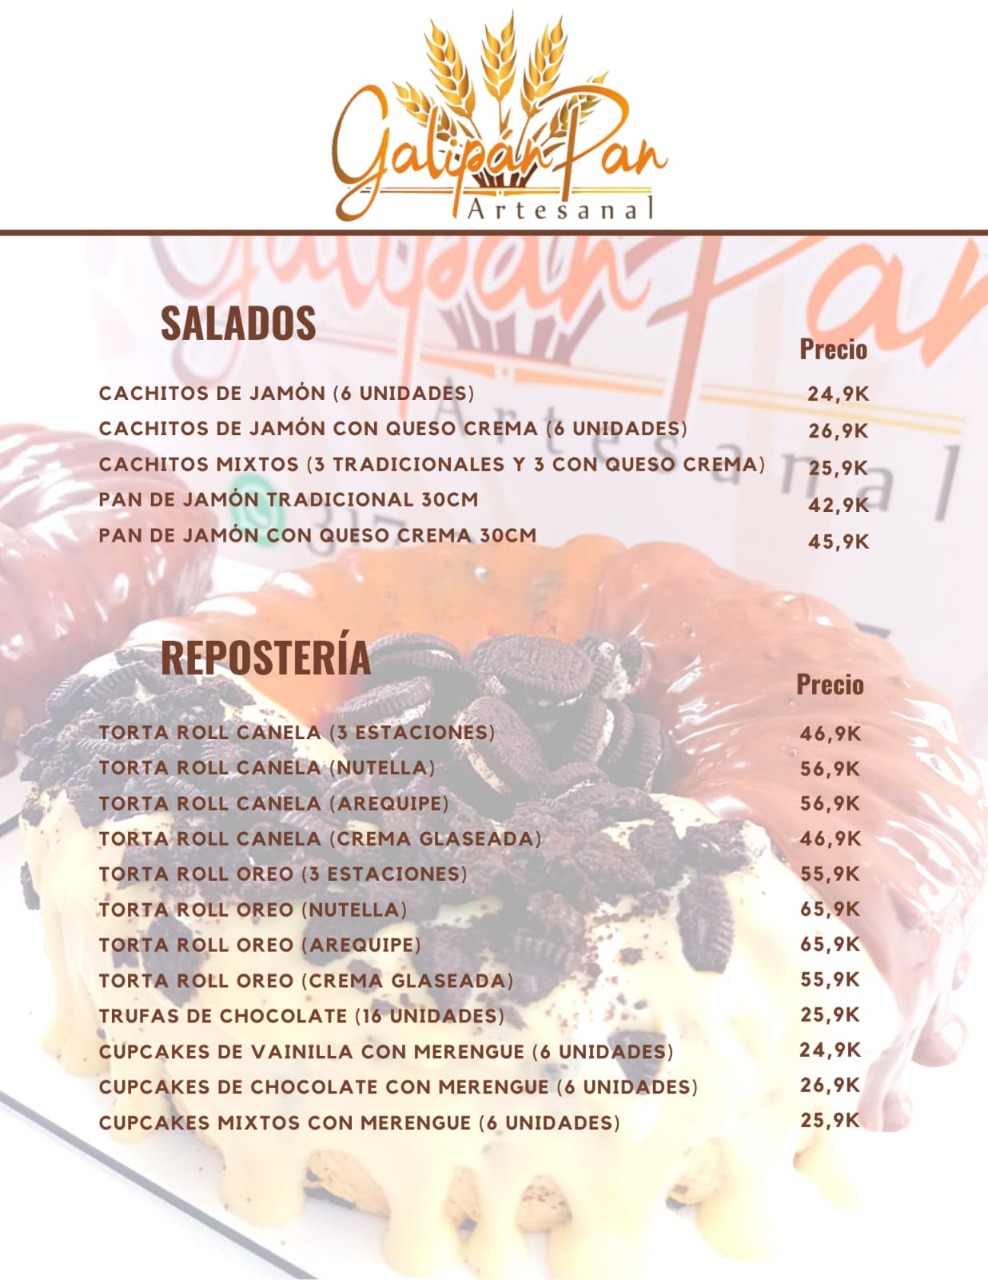 Galipán Pan
Artesanal
Galipán Pan
Artesanal
SALADOS
Precio
CACHITOS DE JAMÓN (6 UNIDADES) 24,9K
CACHITOS DE JAMÓN CON QUESO CREMA (6 UNIDADES) 26,9K
CACHITOS MIXTOS (3 TRADICIONALES Y 3 CON QUESO CREMA) 25,9K
PAN DE JAMÓN TRADICIONAL 30CM 42,9K
PAN DE JAMÓN CON QUESO CREMA 30CM 45,9K
REPOSTERÍA
Precio
TORTA ROLL CANELA (3 ESTACIONES) 46,9K
TORTA ROLL CANELA (NUTELLA) 56,9K
TORTA ROLL CANELA (AREQUIPE) 56,9K
TORTA ROLL CANELA (CREMA GLASEADA) 46,9K
TORTA ROLL OREO (3 ESTACIONES) 55,9K
TORTA ROLL OREO (NUTELLA) 65,9K
TORTA ROLL OREO (AREQUIPE) 65,9K
TORTA ROLL OREO (CREMA GLASEADA) 55,9K
TRUFAS DE CHOCOLATE (16 UNIDADES) 25,9K
CUPCAKES DE VAINILLA CON MERENGUE (6 UNIDADES) 24,9K
CUPCAKES DE CHOCOLATE CON MERENGUE (6 UNIDADES) 26,9K
CUPCAKES MIXTOS CON MERENGUE (6 UNIDADES) 25,9K